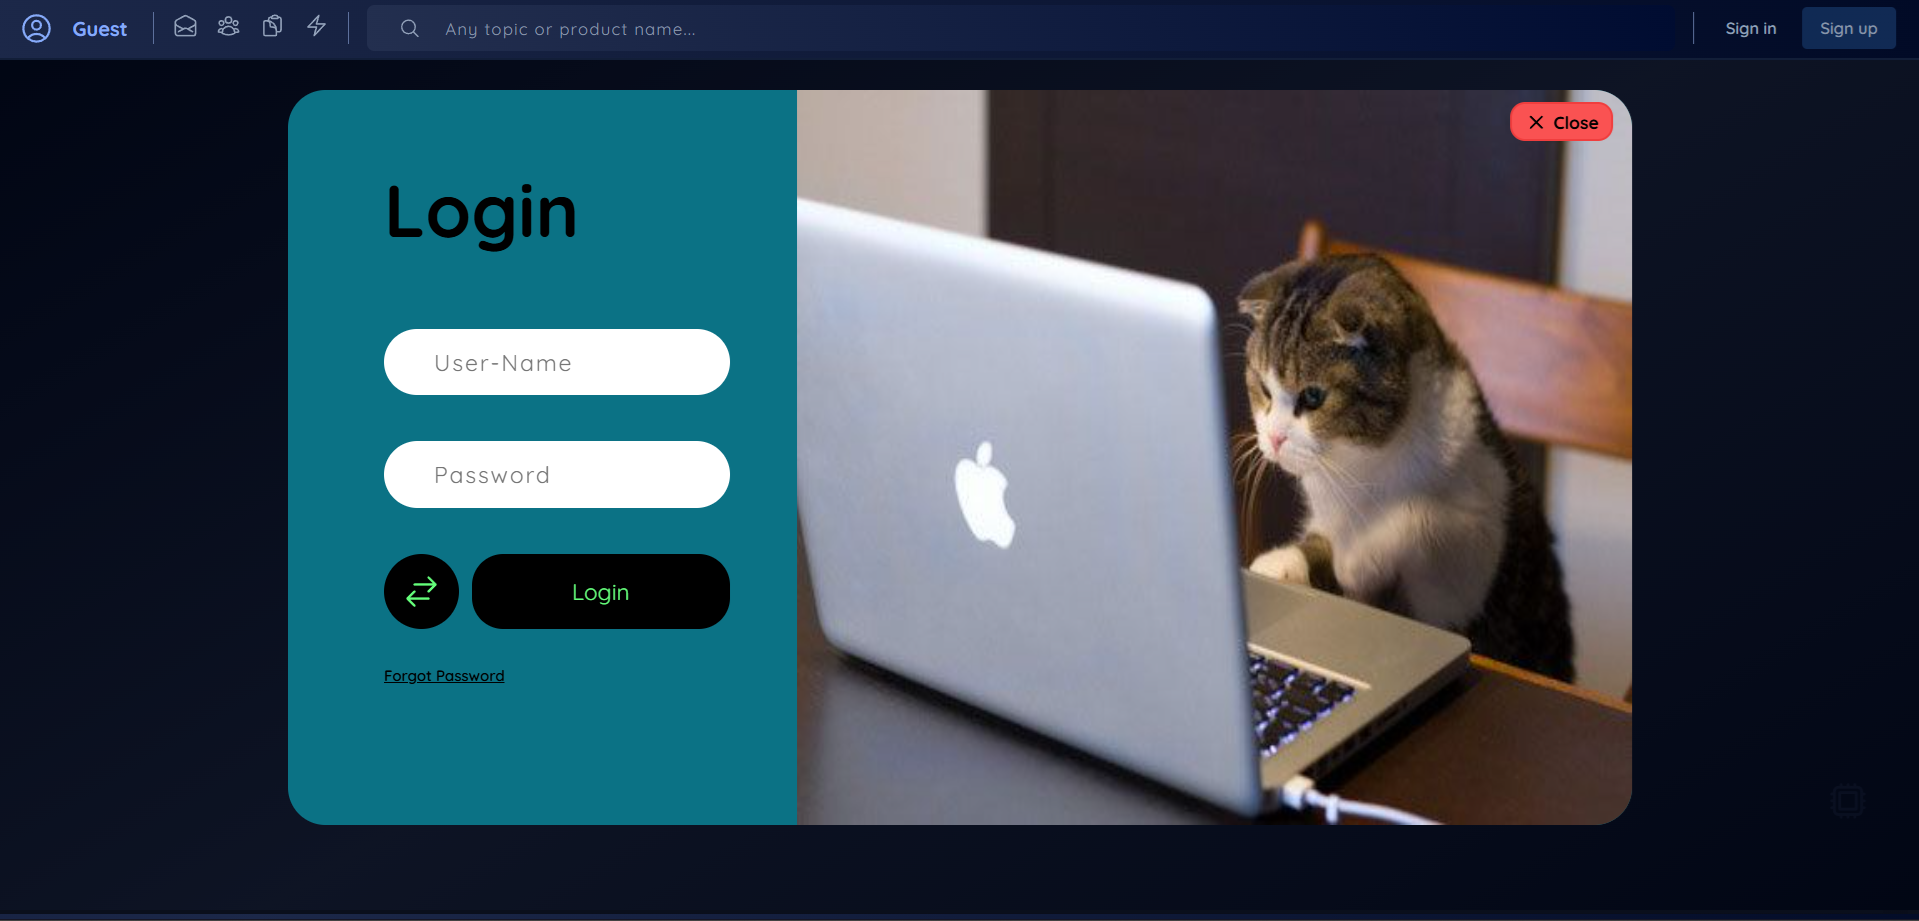 Guest
Any topic or product name...
Sign in
Sign up
Close
Login
User-Name
Password
Login
Forgot Password